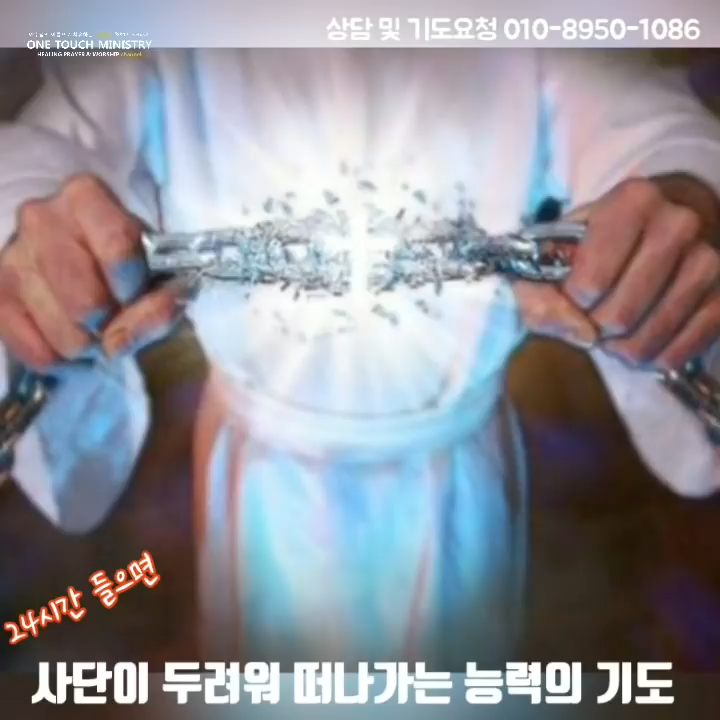 상담 및 기도요청 010-8950-1086
ONE TOUCH MINISTRY
HEALING PRAYER & WORSHIP channel
24시간 들으면
사단이 두려워 떠나가는 능력의 기도